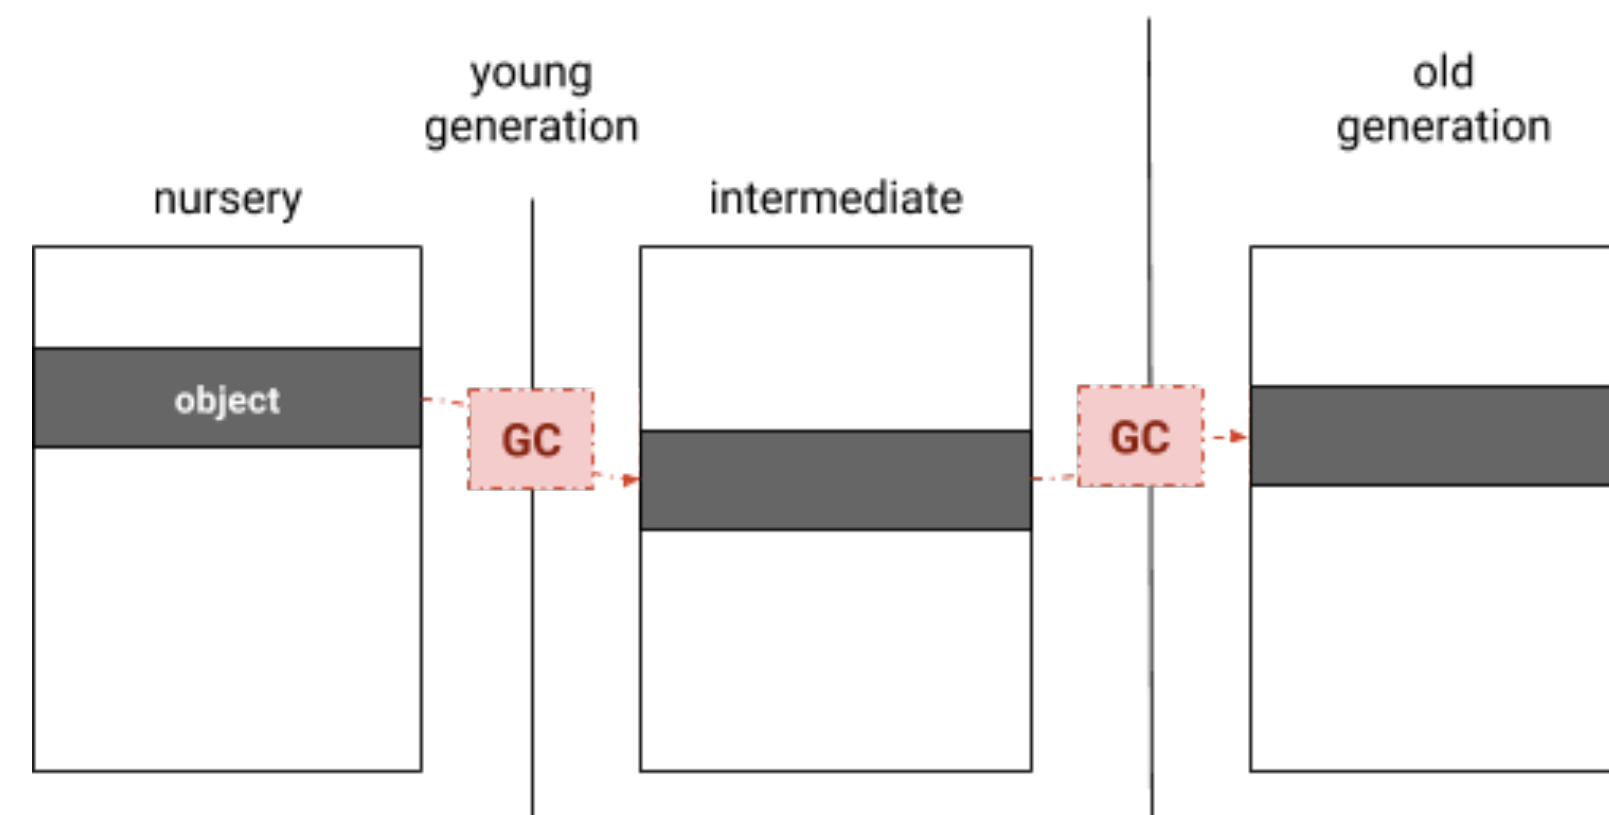 young
generation
old
generation
nursery
intermediate
object
GC
GC